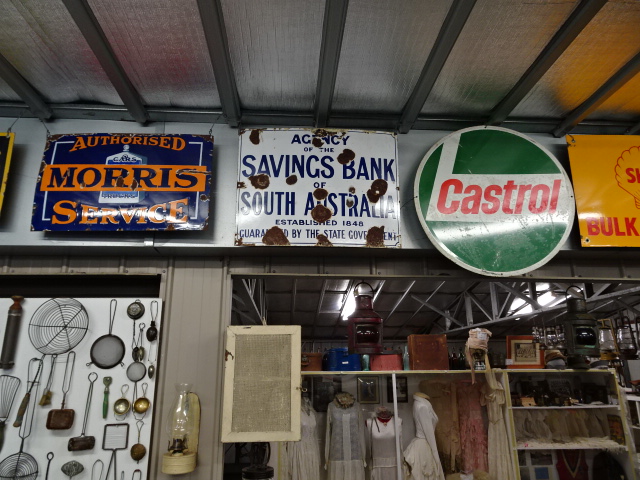 AUTHORISED
MORRIS
SERVICE
AGENCY
OF THE
SAVINGS BANK
OF
SOUTH AUSTRALIA
ESTABLISHED 1848
GUARANTEED BY THE STATE GOVERNMENT
Castrol
BULK